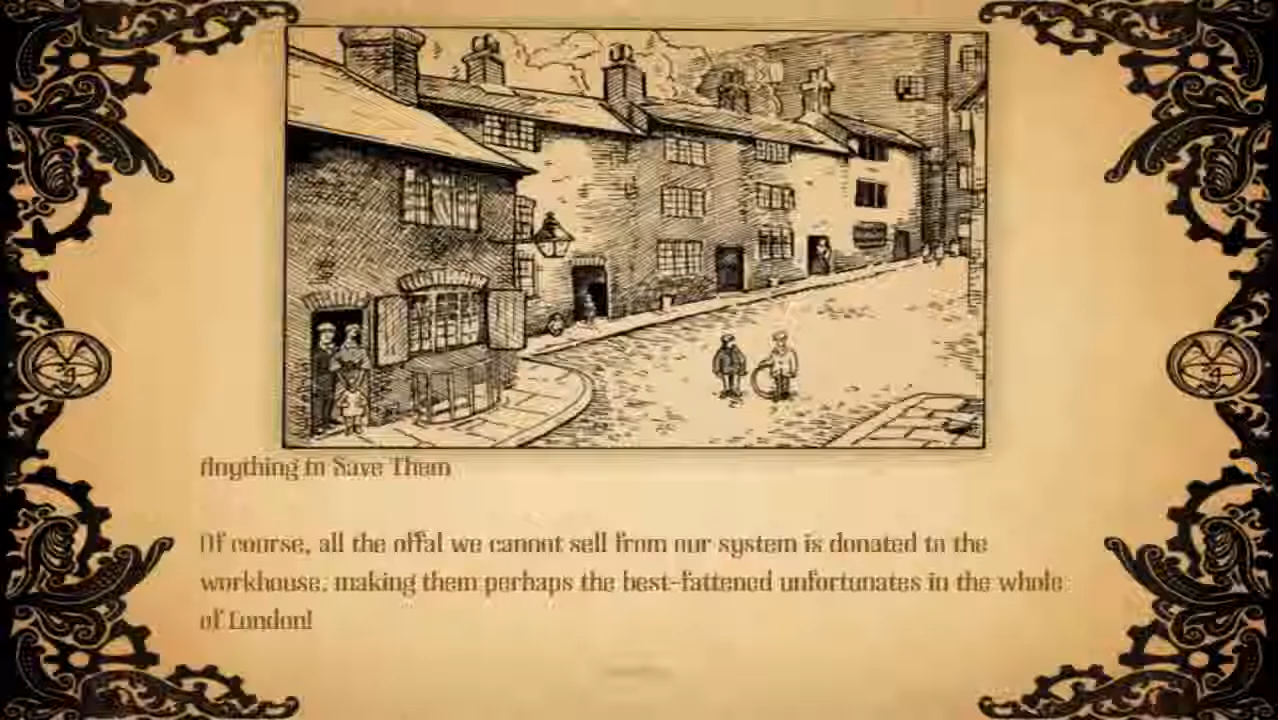 Anything to Save Them
Of course, all the offal we cannot sell from our system is donated to the
workhouse, making them perhaps the best-fattened unfortunates in the whole
of London!